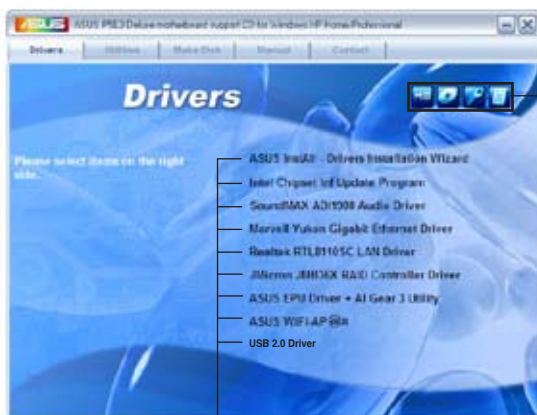 ASUS P5E3 Deluxe motherboard support CD for Windows XP Home/Professional
Drivers Utilities Make Disk Manual Contact
Drivers
Please select items on the right
side.
ASUS InstAll - Drivers Installation Wizard
Intel Chipset Inf Update Program
SoundMAX ADI1988 Audio Driver
Marvell Yukon Gigabit Ethernet Driver
Realtek RTL8110SC LAN Driver
JMicron JMB36X RAID Controller Driver
ASUS EPU Driver + AI Gear 3 Utility
ASUS WiFi-AP @n
USB 2.0 Driver